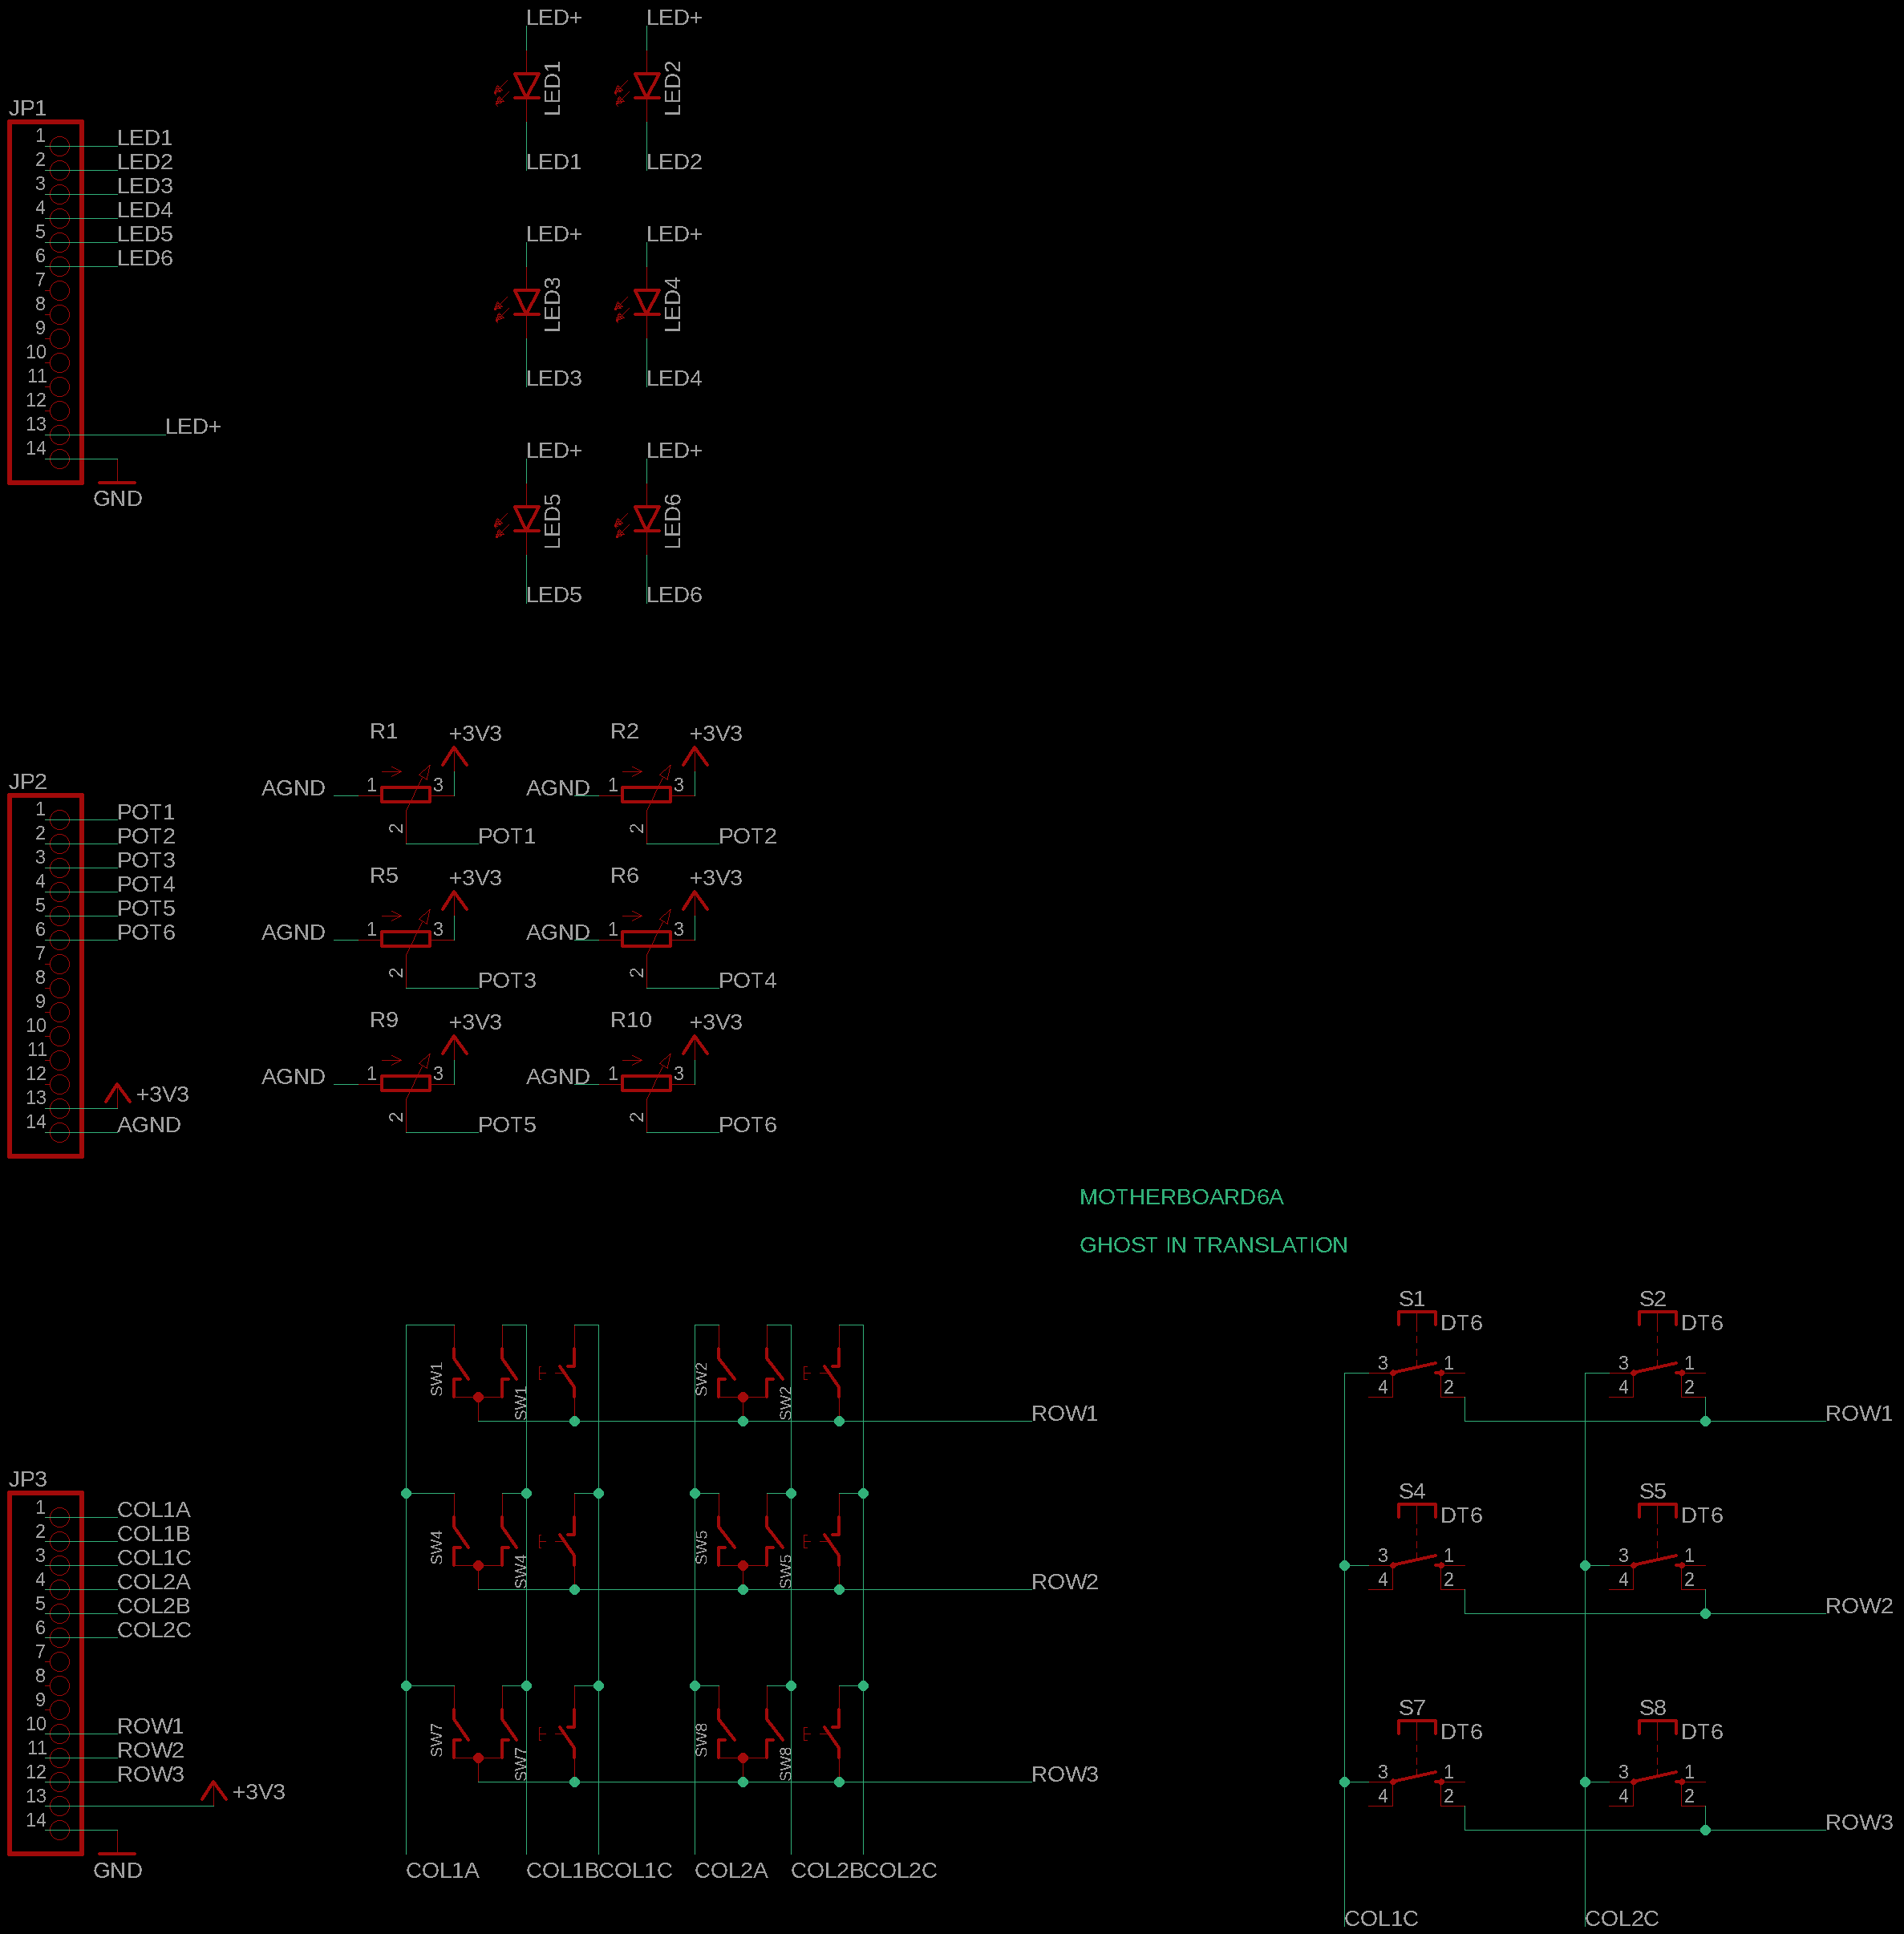 LED+ LED+
LED1 LED2
LED1 LED2
JP1
1 LED1
2 LED2
3 LED3
4 LED4
5 LED5
6 LED6
7
8
9
10
11
12
13 LED+
14
GND
LED+ LED+
LED3 LED4
LED3 LED4
LED+ LED+
LED5 LED6
LED5 LED6
JP2
1 POT1
2 POT2
3 POT3
4 POT4
5 POT5
6 POT6
7
8
9
10
11
12
13 +3V3
14 AGND
R1 +3V3 R2 +3V3
AGND 1 3 AGND 1 3
2 POT1 2 POT2
R5 +3V3 R6 +3V3
AGND 1 3 AGND 1 3
2 POT3 2 POT4
R9 +3V3 R10 +3V3
AGND 1 3 AGND 1 3
2 POT5 2 POT6
MOTHERBOARD6A
GHOST IN TRANSLATION
JP3
1 COL1A
2 COL1B
3 COL1C
4 COL2A
5 COL2B
6 COL2C
7
8
9
10 ROW1
11 ROW2
12 ROW3
13 +3V3
14
GND
SW1 SW1 SW2 SW2 ROW1
SW4 SW4 SW5 SW5 ROW2
SW7 SW7 SW8 SW8 ROW3
COL1A COL1B COL1C COL2A COL2B COL2C
S1 DT6 S2 DT6
3 1 3 1
4 2 4 2
ROW1
S4 DT6 S5 DT6
3 1 3 1
4 2 4 2
ROW2
S7 DT6 S8 DT6
3 1 3 1
4 2 4 2
ROW3
COL1C COL2C